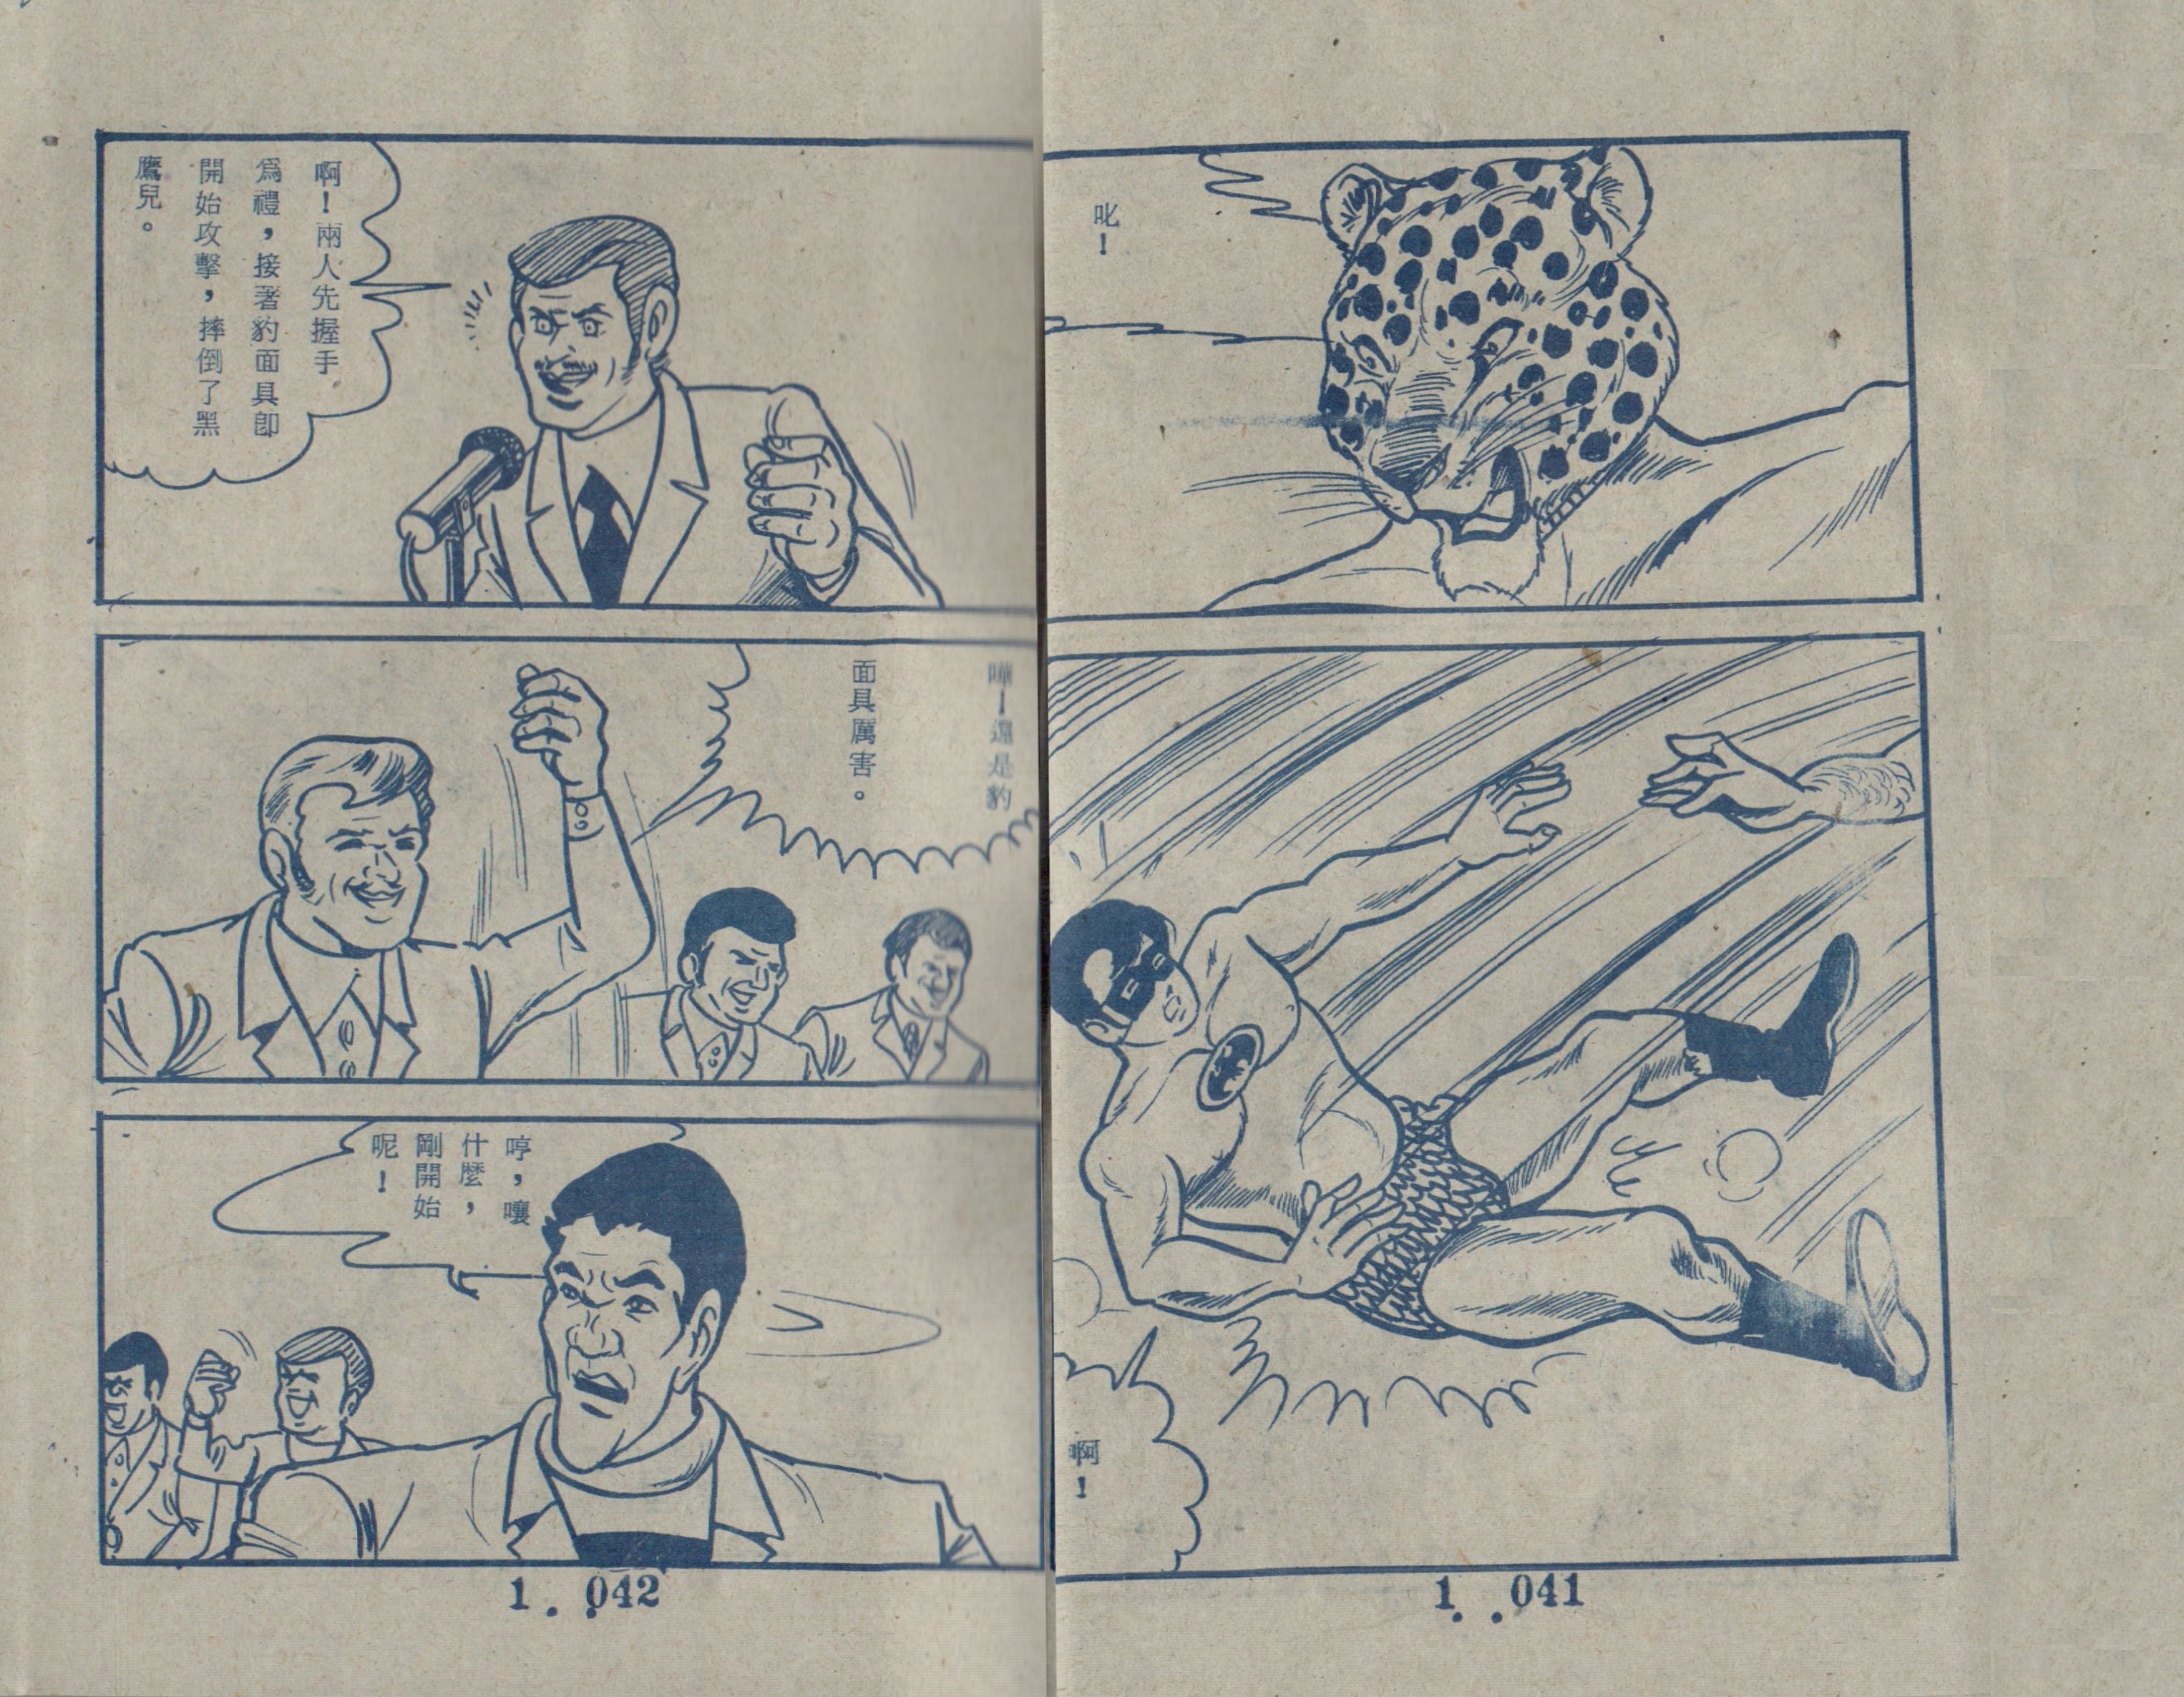 叱！
啊！
1．．041
啊！兩人先握手
爲禮，接著豹面具卽
開始攻擊，摔倒了黑
鷹兒。
嘩！還是豹
面具厲害。
哼，嚷
什麼，
剛開始
呢！
1．．042